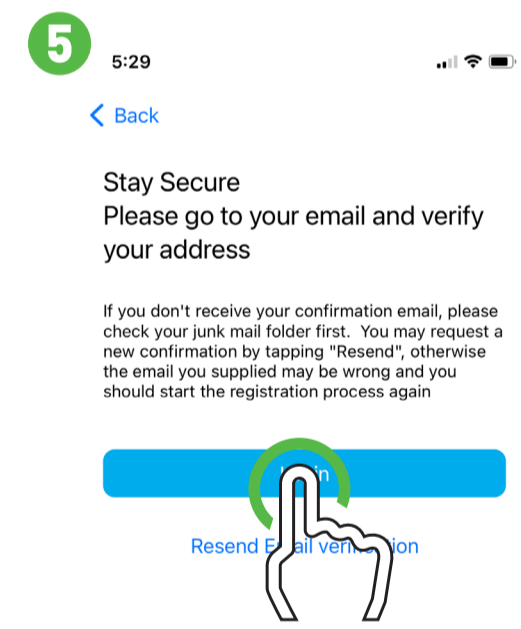 5
5:29
Back
Stay Secure
Please go to your email and verify
your address
If you don't receive your confirmation email, please
check your junk mail folder first. You may request a
new confirmation by tapping "Resend", otherwise
the email you supplied may be wrong and you
should start the registration process again
Resend Email verification